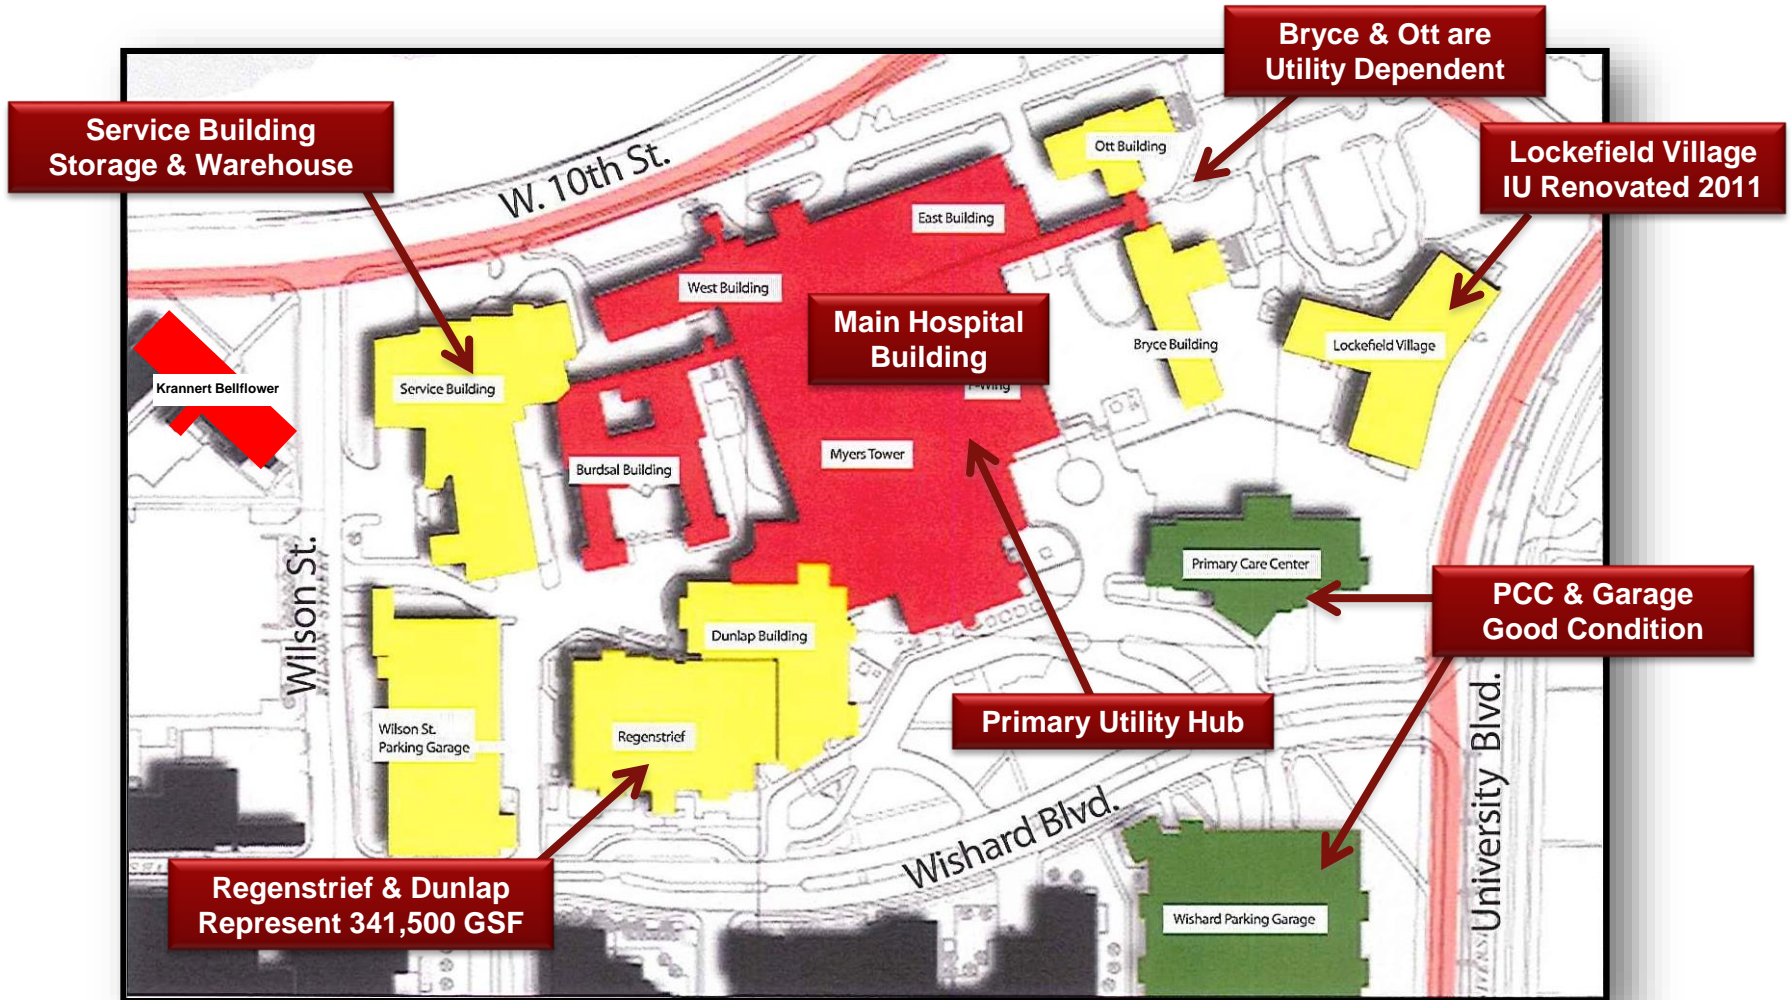 Bryce & Ott are
Utility Dependent
Service Building
Storage & Warehouse
Lockefield Village
IU Renovated 2011
W. 10th St.
Ott Building
East Building
West Building
Main Hospital
Building
Bryce Building
Lockefield Village
Krannert Bellflower
Service Building
Burdsal Building
Myers Tower
Primary Care Center
PCC & Garage
Good Condition
Wilson St.
Dunlap Building
Primary Utility Hub
Wilson St.
Parking Garage
Regenstrief
University Blvd.
Wishard Blvd.
Regenstrief & Dunlap
Represent 341,500 GSF
Wishard Parking Garage